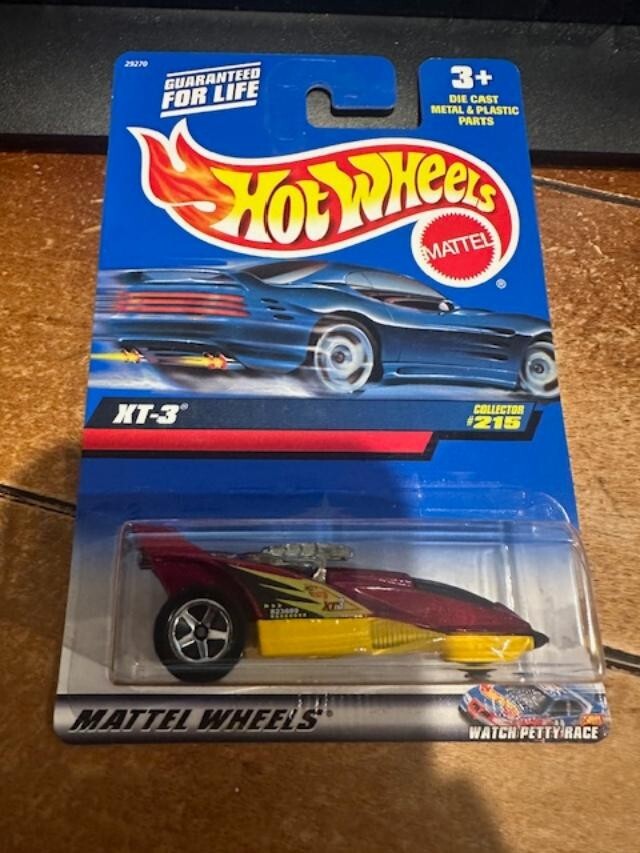 29270
GUARANTEED
FOR LIFE
3+
DIE CAST
METAL & PLASTIC
PARTS
HOT WHEELS
MATTEL
®
XT-3®
COLLECTOR
#215
XT3
MATTEL WHEELS®
WATCH PETTY RACE